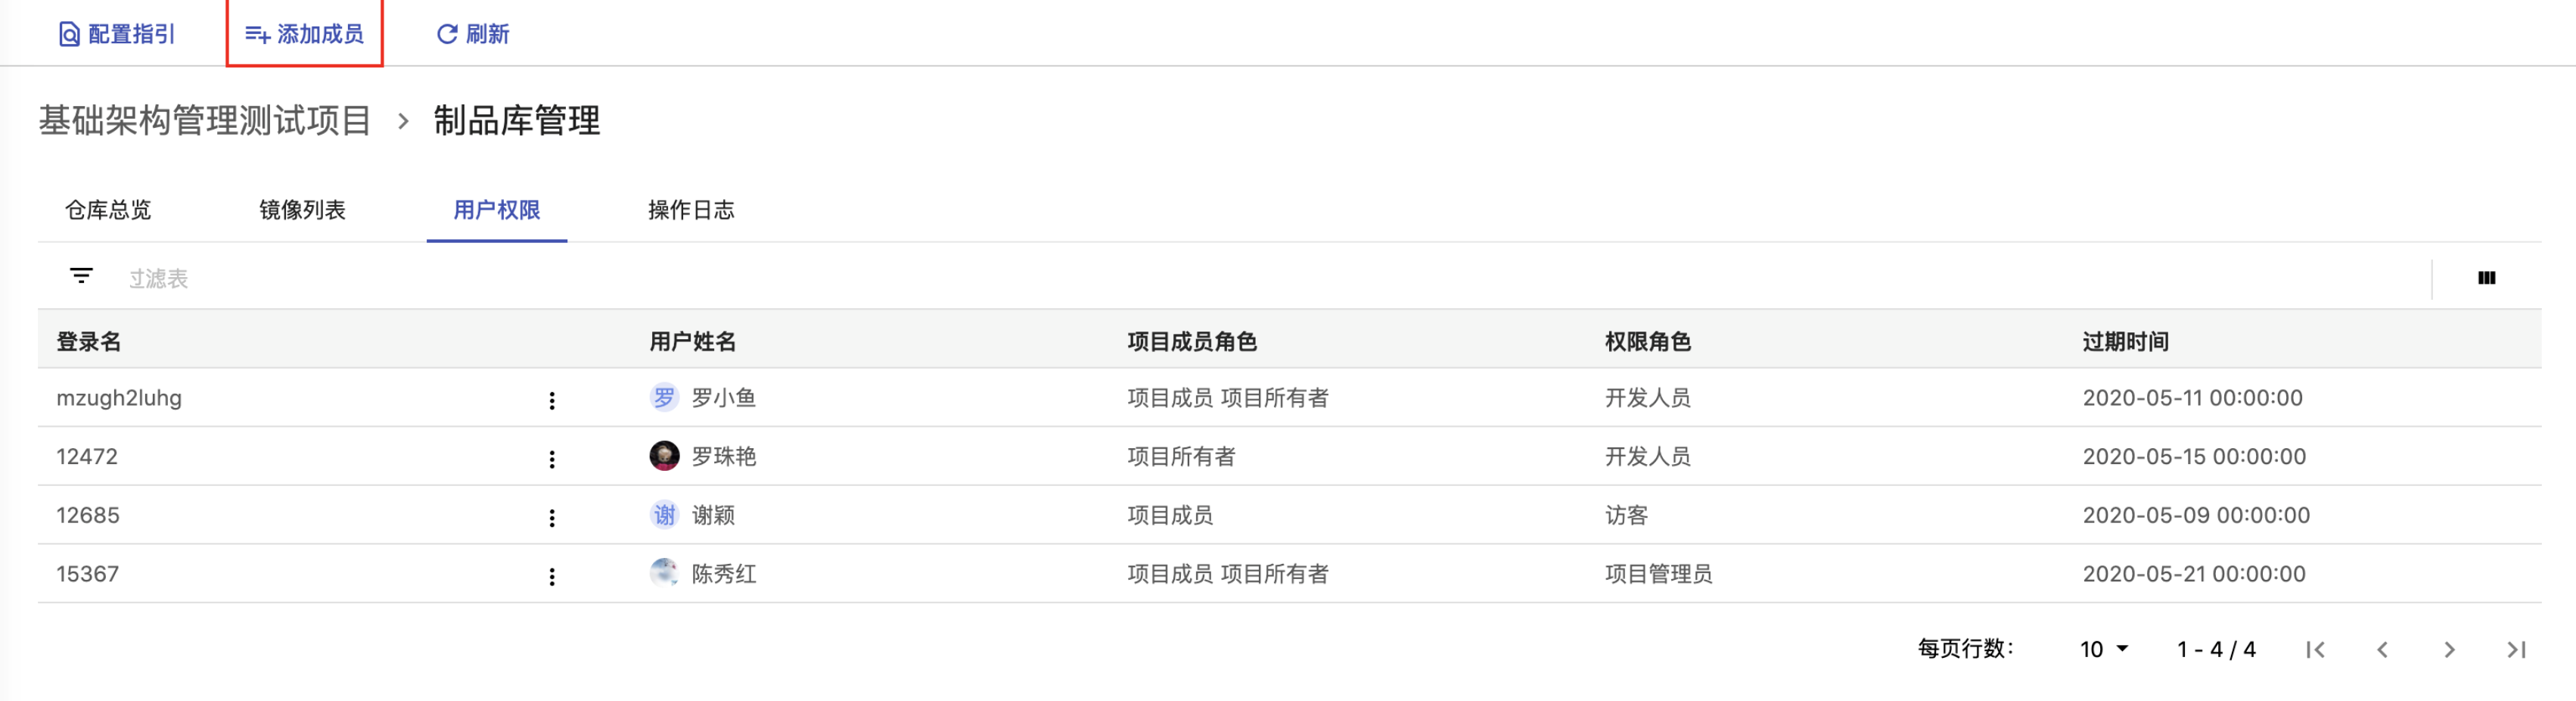 配置指引 添加成员 刷新
基础架构管理测试项目 › 制品库管理
仓库总览 镜像列表 用户权限 操作日志
过滤表
登录名 用户姓名 项目成员角色 权限角色 过期时间
mzugh2luhg 罗 罗小鱼 项目成员 项目所有者 开发人员 2020-05-11 00:00:00
12472 罗珠艳 项目所有者 开发人员 2020-05-15 00:00:00
12685 谢 谢颖 项目成员 访客 2020-05-09 00:00:00
15367 陈秀红 项目成员 项目所有者 项目管理员 2020-05-21 00:00:00
每页行数： 10 1 - 4 / 4